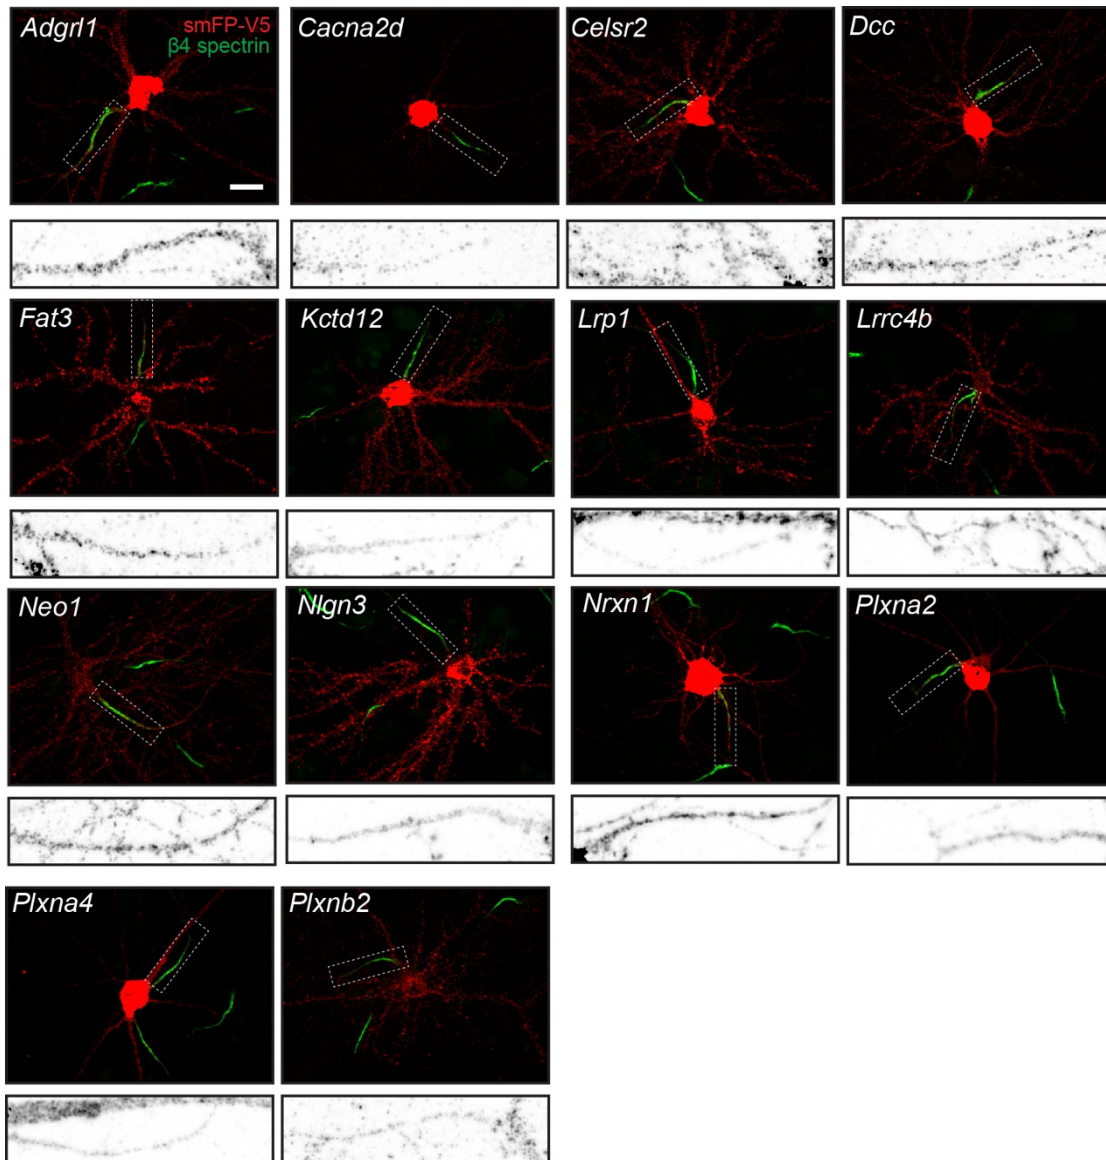 Adgrl1
smFP-V5
β4 spectrin
Cacna2d
Celsr2
Dcc
Fat3
Kctd12
Lrp1
Lrrc4b
Neo1
Nlgn3
Nrxn1
Plxna2
Plxna4
Plxnb2